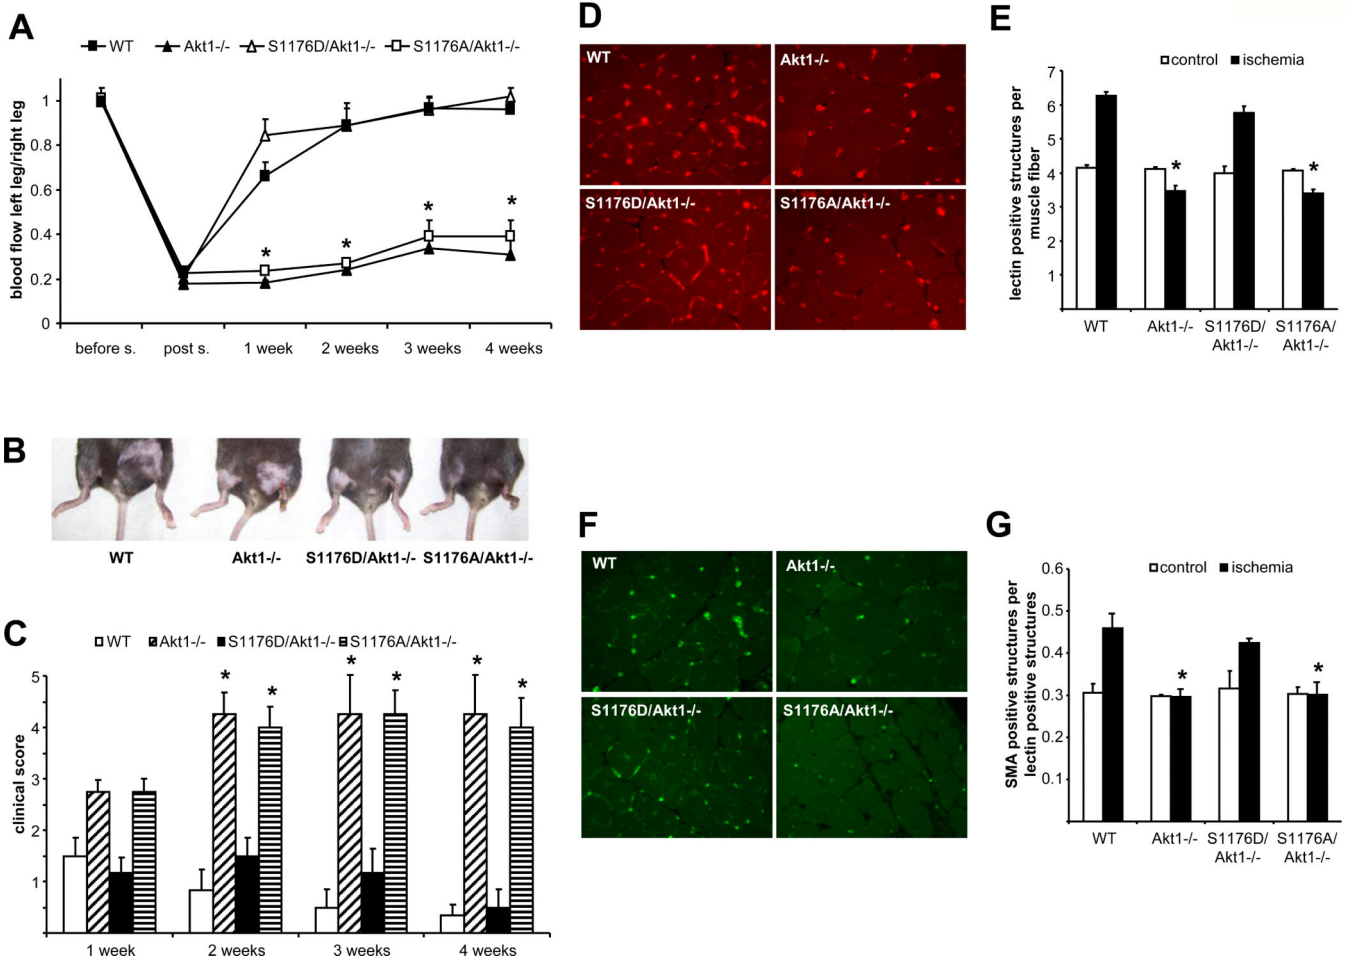 A
WT Akt1-/- S1176D/Akt1-/- S1176A/Akt1-/-
blood flow left leg/right leg
1
0.8
0.6
0.4
0.2
0
* * * *
before s. post s. 1 week 2 weeks 3 weeks 4 weeks
B
WT Akt1-/- S1176D/Akt1-/- S1176A/Akt1-/-
C
WT Akt1-/- S1176D/Akt1-/- S1176A/Akt1-/-
clinical score
5
4
3
2
1
* * * * * *
1 week 2 weeks 3 weeks 4 weeks
D
WT Akt1-/-
S1176D/Akt1-/- S1176A/Akt1-/-
E
control ischemia
lectin positive structures per
muscle fiber
7
6
5
4
3
2
1
* *
WT Akt1-/- S1176D/ S1176A/
Akt1-/- Akt1-/-
F
WT Akt1-/-
S1176D/Akt1-/- S1176A/Akt1-/-
G
control ischemia
SMA positive structures per
lectin positive structures
0.6
0.5
0.4
0.3
0.2
0.1
* *
WT Akt1-/- S1176D/ S1176A/
Akt1-/- Akt1-/-